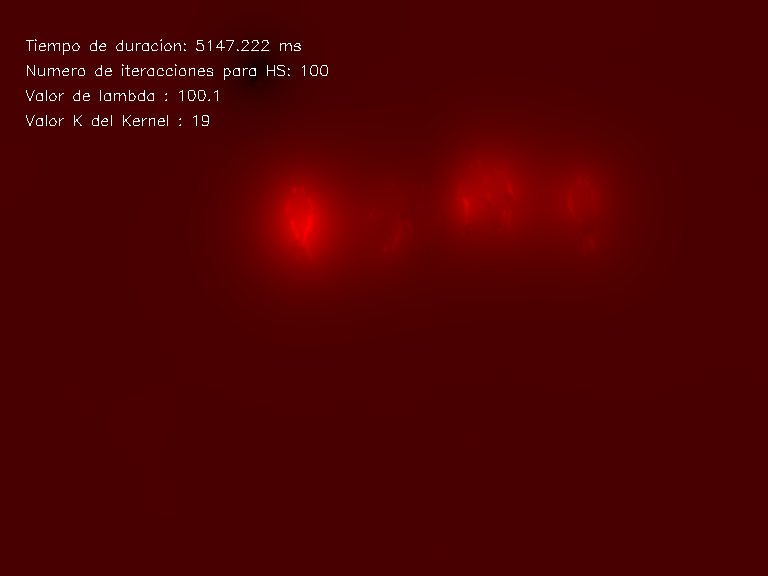 Tiempo de duracion: 5147.222 ms
Numero de iteracciones para HS: 100
Valor de lambda : 100.1
Valor K del Kernel : 19